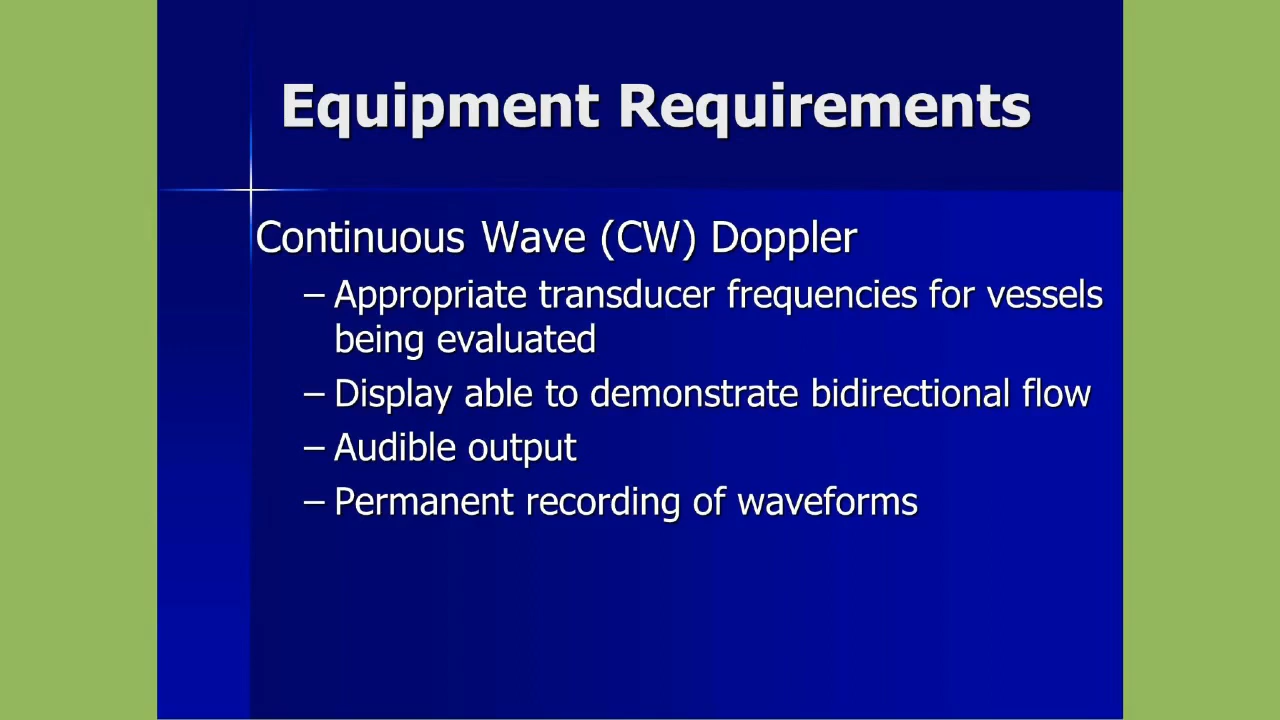 Equipment Requirements
Continuous Wave (CW) Doppler
– Appropriate transducer frequencies for vessels
being evaluated
– Display able to demonstrate bidirectional flow
– Audible output
– Permanent recording of waveforms